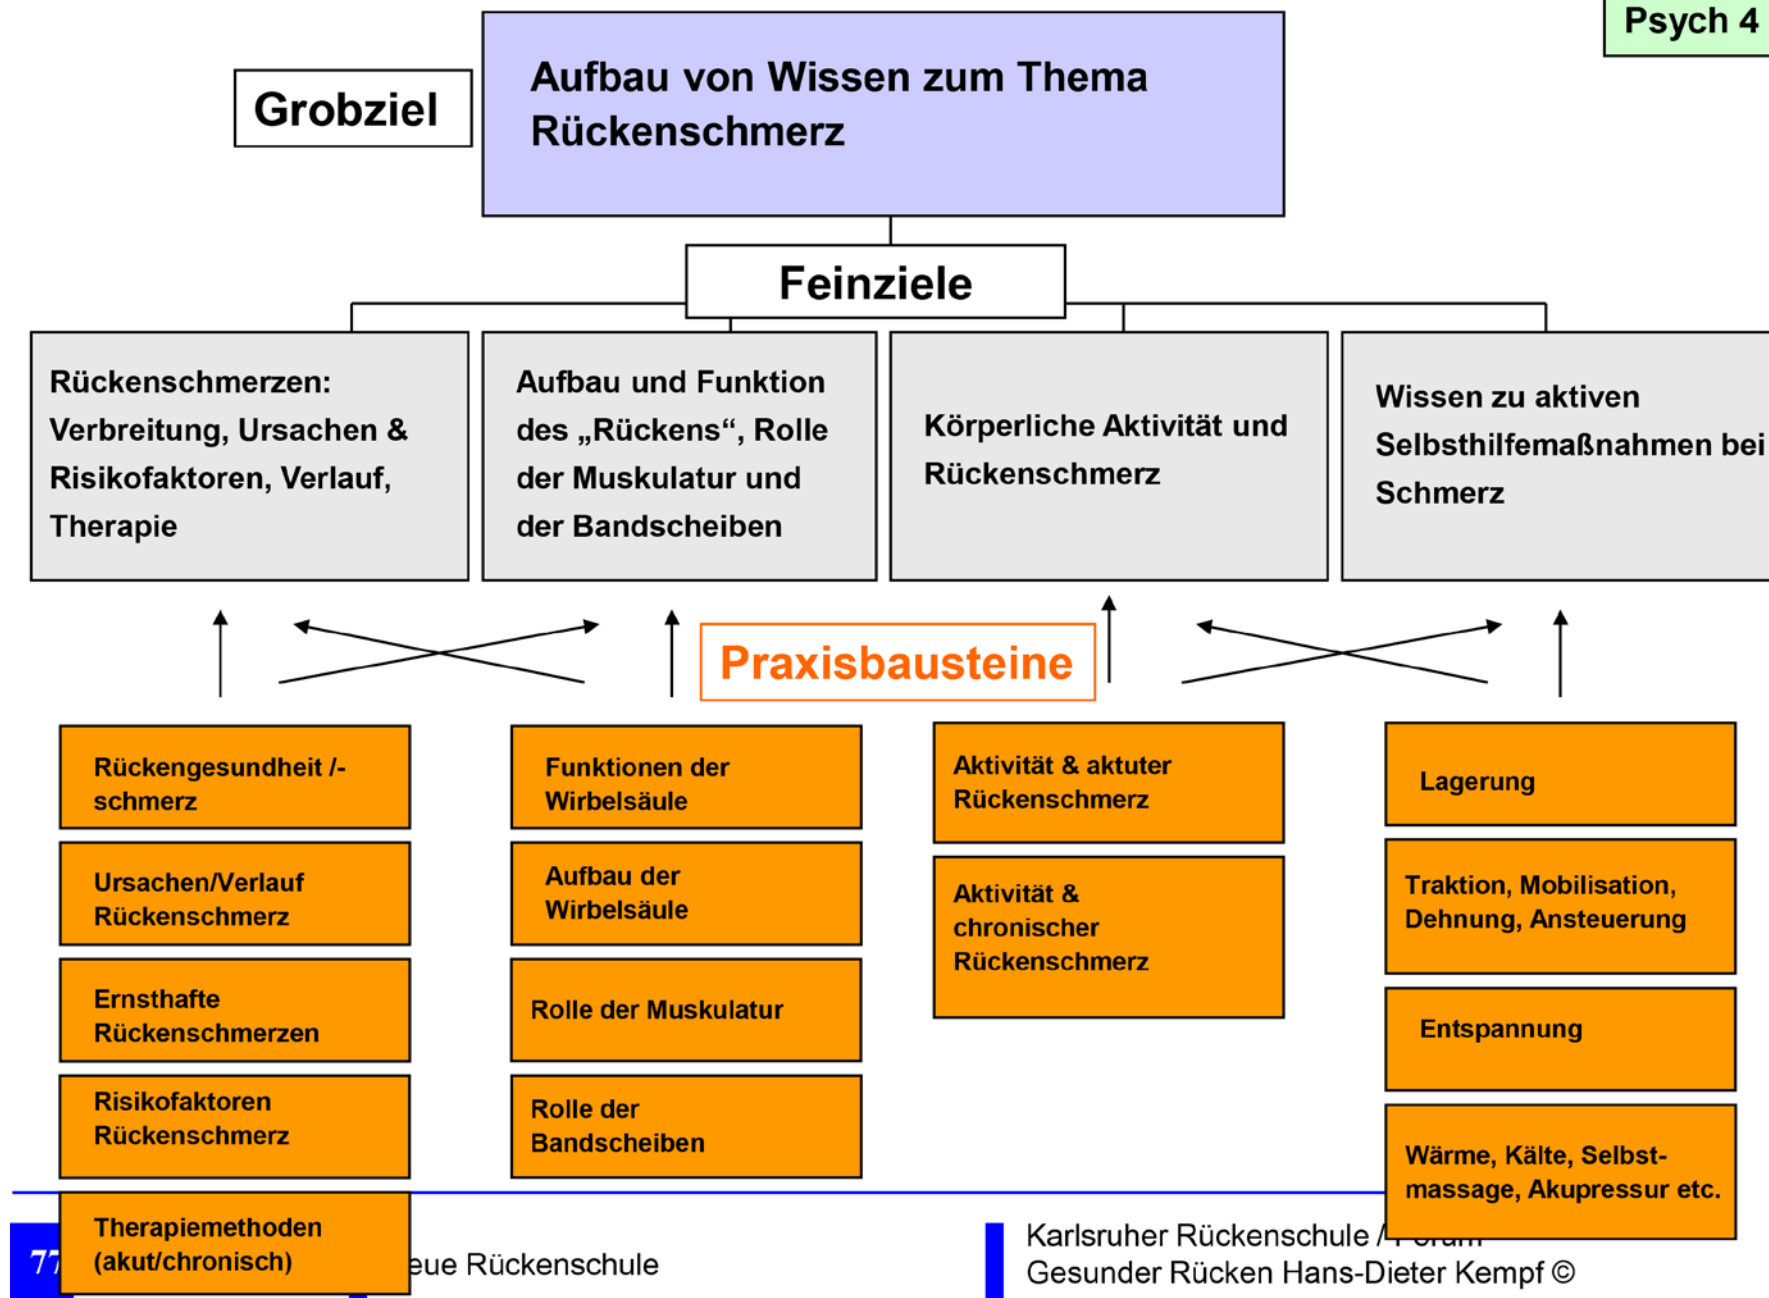 Psych 4
Grobziel
Aufbau von Wissen zum Thema
Rückenschmerz
Feinziele
Rückenschmerzen:
Verbreitung, Ursachen &
Risikofaktoren, Verlauf,
Therapie
Aufbau und Funktion
des „Rückens“, Rolle
der Muskulatur und
der Bandscheiben
Körperliche Aktivität und
Rückenschmerz
Wissen zu aktiven
Selbsthilfemaßnahmen bei
Schmerz
Praxisbausteine
Rückengesundheit /-
schmerz
Ursachen/Verlauf
Rückenschmerz
Ernsthafte
Rückenschmerzen
Risikofaktoren
Rückenschmerz
Therapiemethoden
(akut/chronisch)
Funktionen der
Wirbelsäule
Aufbau der
Wirbelsäule
Rolle der Muskulatur
Rolle der
Bandscheiben
Aktivität & aktuter
Rückenschmerz
Aktivität &
chronischer
Rückenschmerz
Lagerung
Traktion, Mobilisation,
Dehnung, Ansteuerung
Entspannung
Wärme, Kälte, Selbst-
massage, Akupressur etc.
77
eue Rückenschule
Karlsruher Rückenschule / Forum
Gesunder Rücken Hans-Dieter Kempf ©